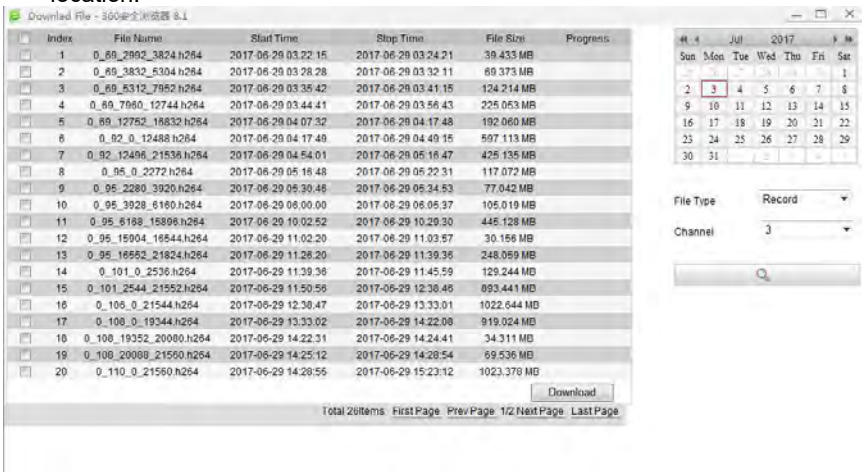 location.
Downlad File - 360安全浏览器 8.1
Index File Name Start Time Stop Time File Size Progress
1 0_69_2992_3824.h264 2017-06-29 03.22.15 2017-06-29 03.24.21 39.433 MB
2 0_69_3832_5304.h264 2017-06-29 03.28.28 2017-06-29 03.32.11 69.373 MB
3 0_69_5312_7952.h264 2017-06-29 03.35.42 2017-06-29 03.41.15 124.214 MB
4 0_69_7960_12744.h264 2017-06-29 03.44.41 2017-06-29 03.56.43 225.053 MB
5 0_69_12752_16832.h264 2017-06-29 04.07.32 2017-06-29 04.17.48 192.060 MB
6 0_92_0_12488.h264 2017-06-29 04.17.49 2017-06-29 04.49.15 597.113 MB
7 0_92_12496_21536.h264 2017-06-29 04.54.01 2017-06-29 05.16.47 425.135 MB
8 0_95_0_2272.h264 2017-06-29 05.16.48 2017-06-29 05.22.31 117.072 MB
9 0_95_2280_3920.h264 2017-06-29 05.30.46 2017-06-29 05.34.53 77.042 MB
10 0_95_3928_6160.h264 2017-06-29 06.00.00 2017-06-29 06.05.37 105.019 MB
11 0_95_6168_15896.h264 2017-06-29 10.02.52 2017-06-29 10.29.30 445.128 MB
12 0_95_15904_16544.h264 2017-06-29 11.02.20 2017-06-29 11.03.57 30.156 MB
13 0_95_16552_21824.h264 2017-06-29 11.26.20 2017-06-29 11.39.36 248.059 MB
14 0_101_0_2536.h264 2017-06-29 11.39.36 2017-06-29 11.45.59 129.244 MB
15 0_101_2544_21552.h264 2017-06-29 11.50.56 2017-06-29 12.38.46 893.441 MB
16 0_106_0_21544.h264 2017-06-29 12.38.47 2017-06-29 13.33.01 1022.644 MB
17 0_108_0_19344.h264 2017-06-29 13.33.02 2017-06-29 14.22.08 919.024 MB
18 0_108_19352_20080.h264 2017-06-29 14.22.31 2017-06-29 14.24.41 34.311 MB
19 0_108_20088_21560.h264 2017-06-29 14.25.12 2017-06-29 14.28.54 69.536 MB
20 0_110_0_21560.h264 2017-06-29 14.28.55 2017-06-29 15.23.12 1023.378 MB
Download
Total 26Items First Page Prev Page 1/2 Next Page Last Page
Jul 2017
Sun Mon Tue Wed Thu Fri Sat
1
2 3 4 5 6 7 8
9 10 11 12 13 14 15
16 17 18 19 20 21 22
23 24 25 26 27 28 29
30 31
File Type Record
Channel 3